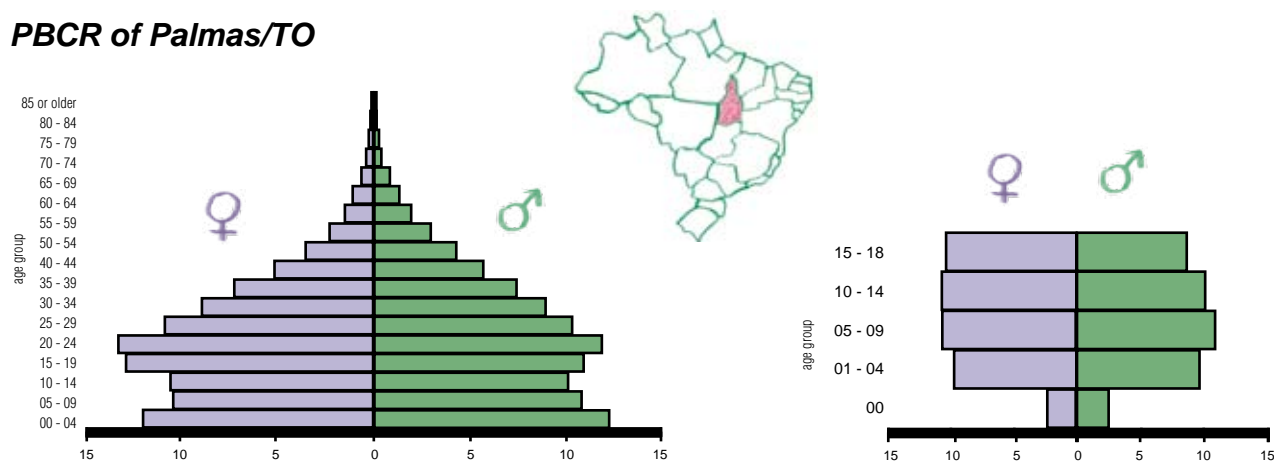 PBCR of Palmas/TO
85 or older
80 - 84
75 - 79
70 - 74
65 - 69
60 - 64
55 - 59
50 - 54
40 - 44
35 - 39
30 - 34
25 - 29
20 - 24
15 - 19
10 - 14
05 - 09
00 - 04
age group
15 10 5 0 5 10 15
15 - 18
10 - 14
05 - 09
01 - 04
00
age group
15 10 5 0 5 10 15